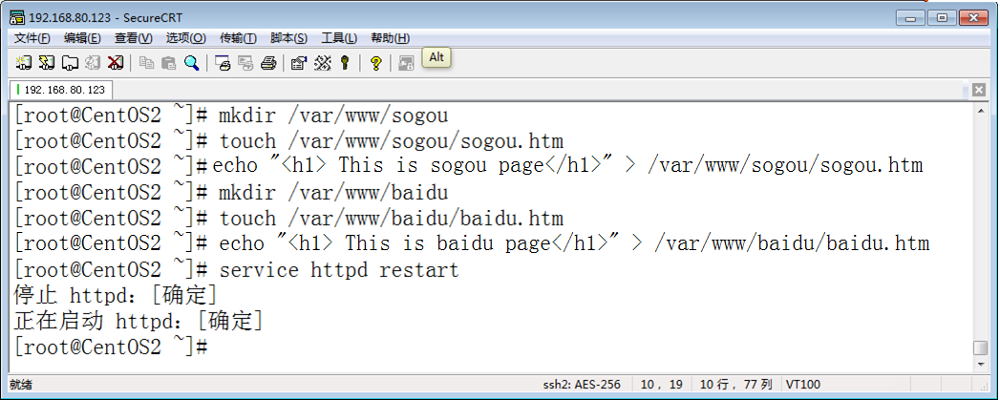 192.168.80.123 - SecureCRT
文件(F) 编辑(E) 查看(V) 选项(O) 传输(T) 脚本(S) 工具(L) 帮助(H)
Alt
192.168.80.123
[root@CentOS2 ~]# mkdir /var/www/sogou
[root@CentOS2 ~]# touch /var/www/sogou/sogou.htm
[root@CentOS2 ~]# echo "<h1> This is sogou page</h1>" > /var/www/sogou/sogou.htm
[root@CentOS2 ~]# mkdir /var/www/baidu
[root@CentOS2 ~]# touch /var/www/baidu/baidu.htm
[root@CentOS2 ~]# echo "<h1> This is baidu page</h1>" > /var/www/baidu/baidu.htm
[root@CentOS2 ~]# service httpd restart
停止 httpd：[确定]
正在启动 httpd：[确定]
[root@CentOS2 ~]#
就绪 ssh2: AES-256 10, 19 10 行, 77 列 VT100